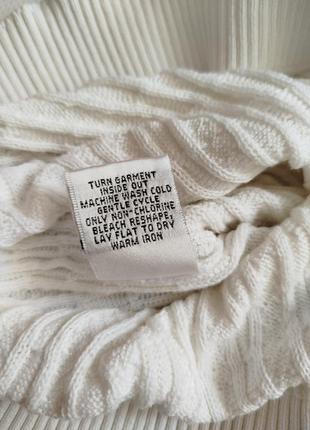 TURN GARMENT
INSIDE OUT
MACHINE WASH COLD
GENTLE CYCLE
ONLY NON-CHLORINE
BLEACH RESHAPE,
LAY FLAT TO DRY
WARM IRON